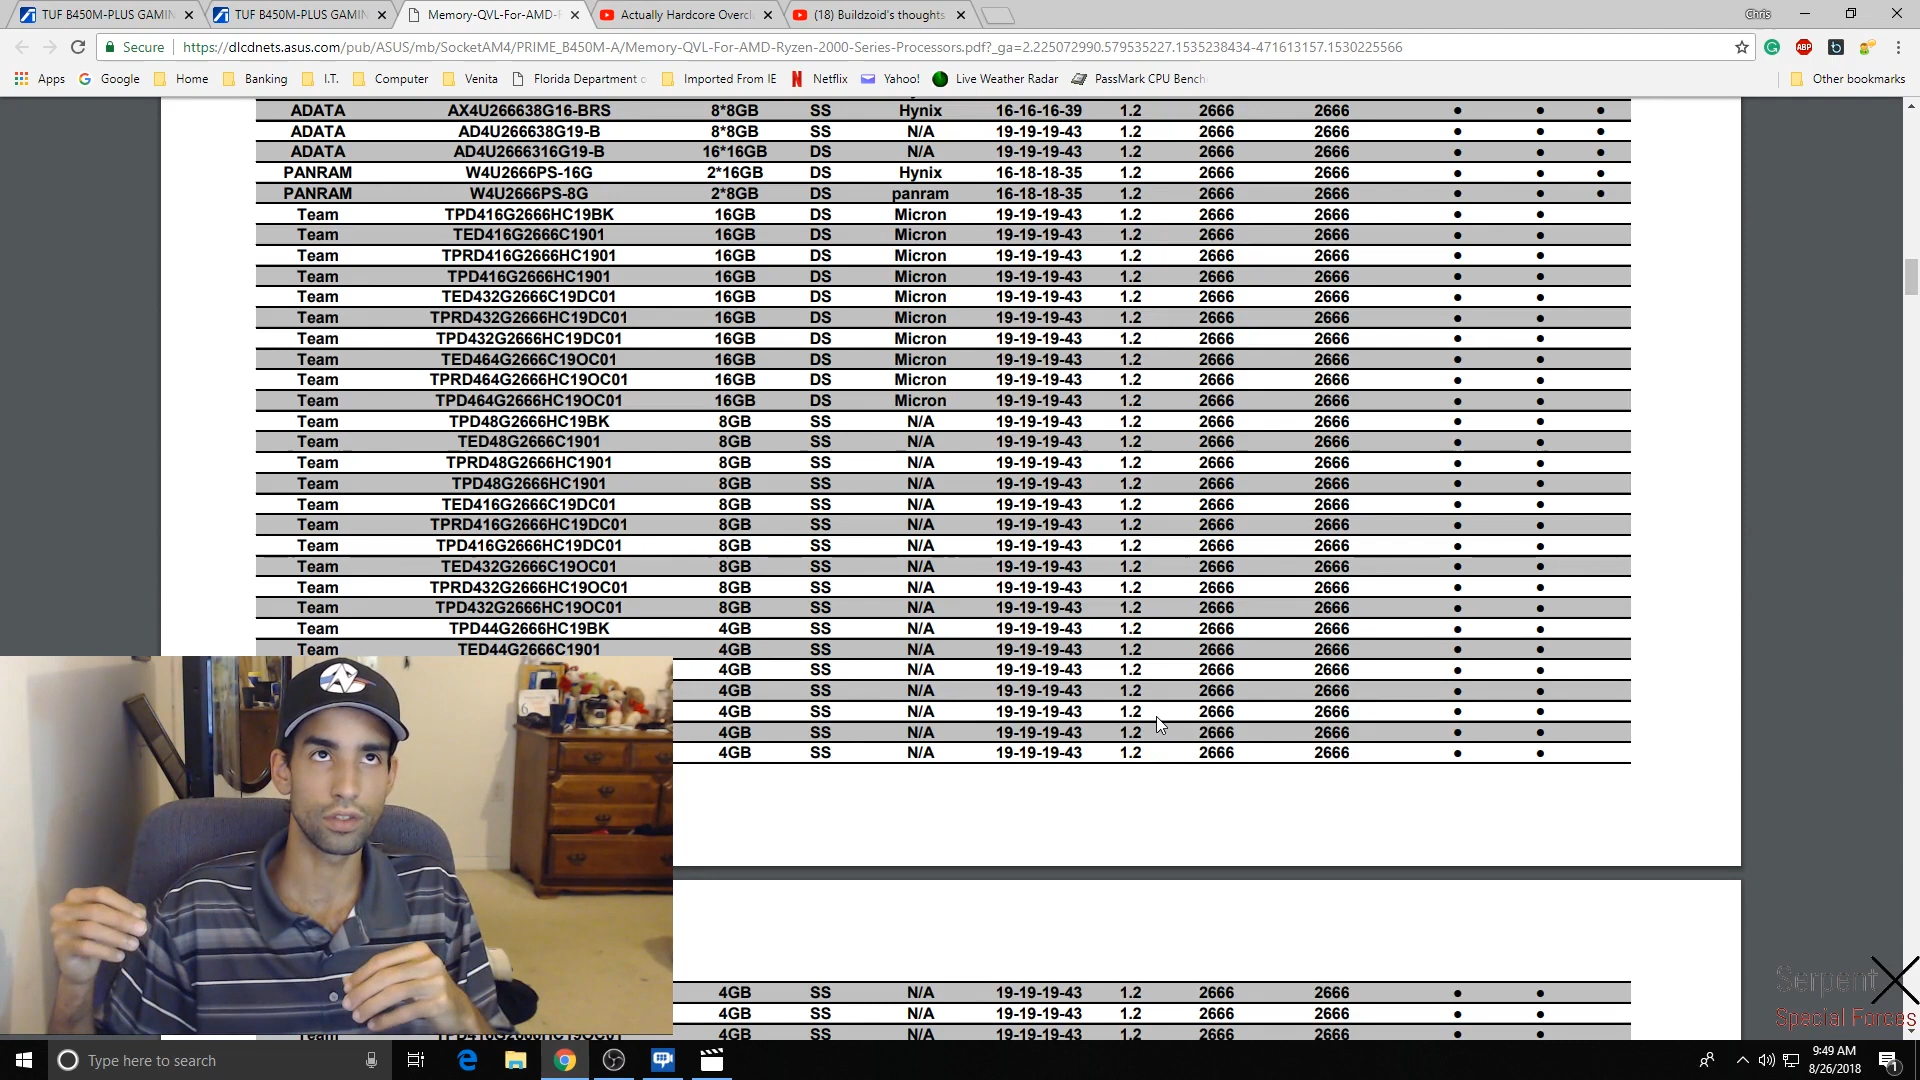 TUF B450M-PLUS GAMIN
TUF B450M-PLUS GAMIN
Memory-QVL-For-AMD-R
Actually Hardcore Overcl
(18) Buildzoid's thoughts
Chris
Secure
https://dlcdnets.asus.com/pub/ASUS/mb/SocketAM4/PRIME_B450M-A/Memory-QVL-For-AMD-Ryzen-2000-Series-Processors.pdf?_ga=2.225072990.579535227.1535238434-471613157.1530225566
ABP
Apps Google Home Banking I.T. Computer Venita Florida Department o Imported From IE Netflix Yahoo! Live Weather Radar PassMark CPU Bench Other bookmarks
ADATA AX4U266638G16-BRS 8*8GB SS Hynix 16-16-16-39 1.2 2666 2666 ● ● ●
ADATA AD4U266638G19-B 8*8GB SS N/A 19-19-19-43 1.2 2666 2666 ● ● ●
ADATA AD4U2666316G19-B 16*16GB DS N/A 19-19-19-43 1.2 2666 2666 ● ● ●
PANRAM W4U2666PS-16G 2*16GB DS Hynix 16-18-18-35 1.2 2666 2666 ● ● ●
PANRAM W4U2666PS-8G 2*8GB DS panram 16-18-18-35 1.2 2666 2666 ● ● ●
Team TPD416G2666HC19BK 16GB DS Micron 19-19-19-43 1.2 2666 2666 ● ●
Team TED416G2666C1901 16GB DS Micron 19-19-19-43 1.2 2666 2666 ● ●
Team TPRD416G2666HC1901 16GB DS Micron 19-19-19-43 1.2 2666 2666 ● ●
Team TPD416G2666HC1901 16GB DS Micron 19-19-19-43 1.2 2666 2666 ● ●
Team TED432G2666C19DC01 16GB DS Micron 19-19-19-43 1.2 2666 2666 ● ●
Team TPRD432G2666HC19DC01 16GB DS Micron 19-19-19-43 1.2 2666 2666 ● ●
Team TPD432G2666HC19DC01 16GB DS Micron 19-19-19-43 1.2 2666 2666 ● ●
Team TED464G2666C19OC01 16GB DS Micron 19-19-19-43 1.2 2666 2666 ● ●
Team TPRD464G2666HC19OC01 16GB DS Micron 19-19-19-43 1.2 2666 2666 ● ●
Team TPD464G2666HC19OC01 16GB DS Micron 19-19-19-43 1.2 2666 2666 ● ●
Team TPD48G2666HC19BK 8GB SS N/A 19-19-19-43 1.2 2666 2666 ● ●
Team TED48G2666C1901 8GB SS N/A 19-19-19-43 1.2 2666 2666 ● ●
Team TPRD48G2666HC1901 8GB SS N/A 19-19-19-43 1.2 2666 2666 ● ●
Team TPD48G2666HC1901 8GB SS N/A 19-19-19-43 1.2 2666 2666 ● ●
Team TED416G2666C19DC01 8GB SS N/A 19-19-19-43 1.2 2666 2666 ● ●
Team TPRD416G2666HC19DC01 8GB SS N/A 19-19-19-43 1.2 2666 2666 ● ●
Team TPD416G2666HC19DC01 8GB SS N/A 19-19-19-43 1.2 2666 2666 ● ●
Team TED432G2666C19OC01 8GB SS N/A 19-19-19-43 1.2 2666 2666 ● ●
Team TPRD432G2666HC19OC01 8GB SS N/A 19-19-19-43 1.2 2666 2666 ● ●
Team TPD432G2666HC19OC01 8GB SS N/A 19-19-19-43 1.2 2666 2666 ● ●
Team TPD44G2666HC19BK 4GB SS N/A 19-19-19-43 1.2 2666 2666 ● ●
Team TED44G2666C1901 4GB SS N/A 19-19-19-43 1.2 2666 2666 ● ●
4GB SS N/A 19-19-19-43 1.2 2666 2666 ● ●
4GB SS N/A 19-19-19-43 1.2 2666 2666 ● ●
4GB SS N/A 19-19-19-43 1.2 2666 2666 ● ●
4GB SS N/A 19-19-19-43 1.2 2666 2666 ● ●
4GB SS N/A 19-19-19-43 1.2 2666 2666 ● ●
4GB SS N/A 19-19-19-43 1.2 2666 2666 ● ●
4GB SS N/A 19-19-19-43 1.2 2666 2666 ● ●
4GB SS N/A 19-19-19-43 1.2 2666 2666 ● ●
Serpent X
Special Forces
Type here to search
9:49 AM
8/26/2018
1